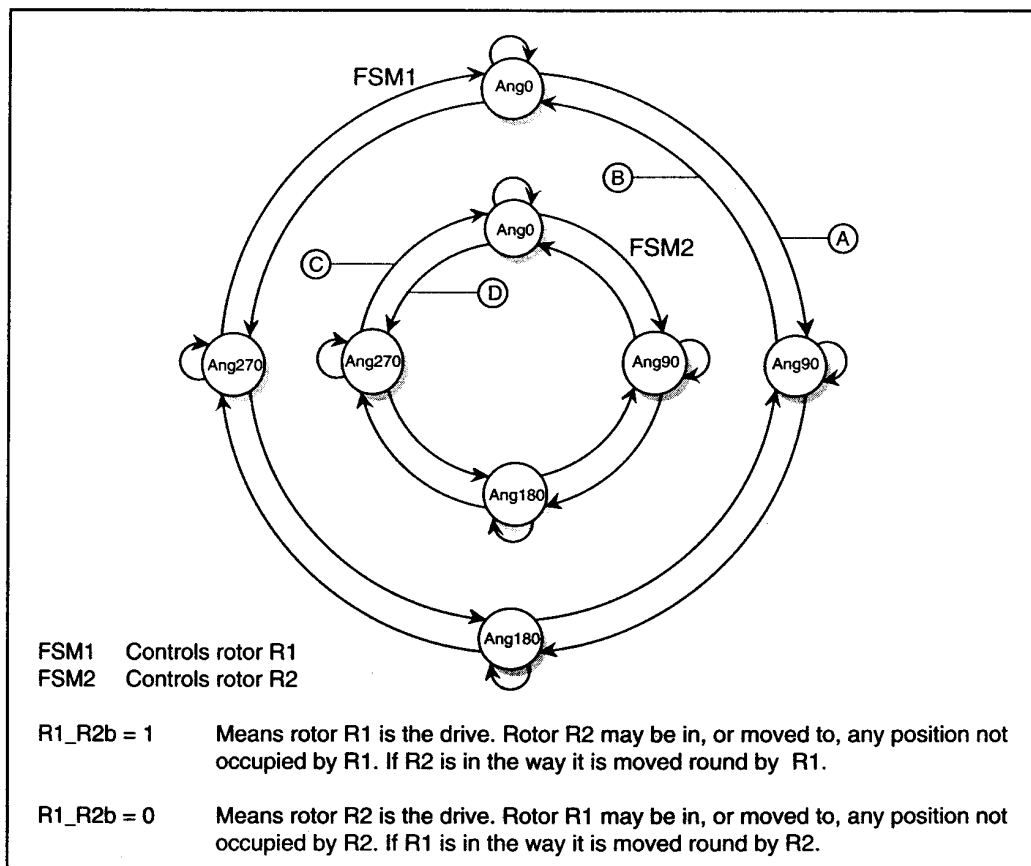 FSM1
Ang0
B
A
Ang0
FSM2
C
D
Ang270
Ang270
Ang90
Ang90
Ang180
Ang180
FSM1 Controls rotor R1
FSM2 Controls rotor R2
R1_R2b = 1 Means rotor R1 is the drive. Rotor R2 may be in, or moved to, any position not
occupied by R1. If R2 is in the way it is moved round by R1.
R1_R2b = 0 Means rotor R2 is the drive. Rotor R1 may be in, or moved to, any position not
occupied by R2. If R1 is in the way it is moved round by R2.